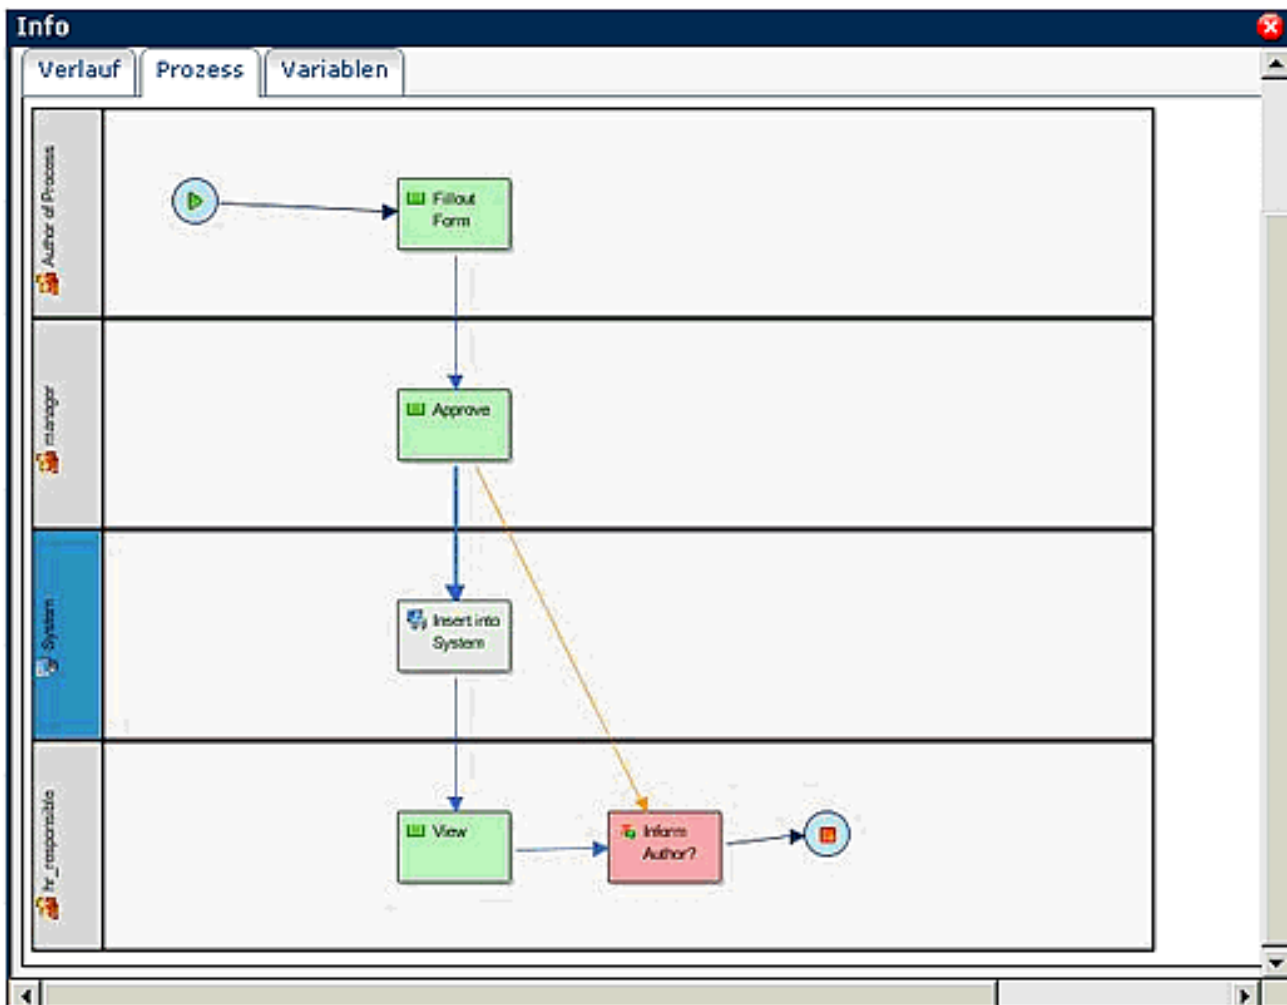 Info
Verlauf
Prozess
Variablen
Author of Process
Fillout
Form
manager
Approve
System
Insert into
System
hr_responsible
View
Inform
Author?